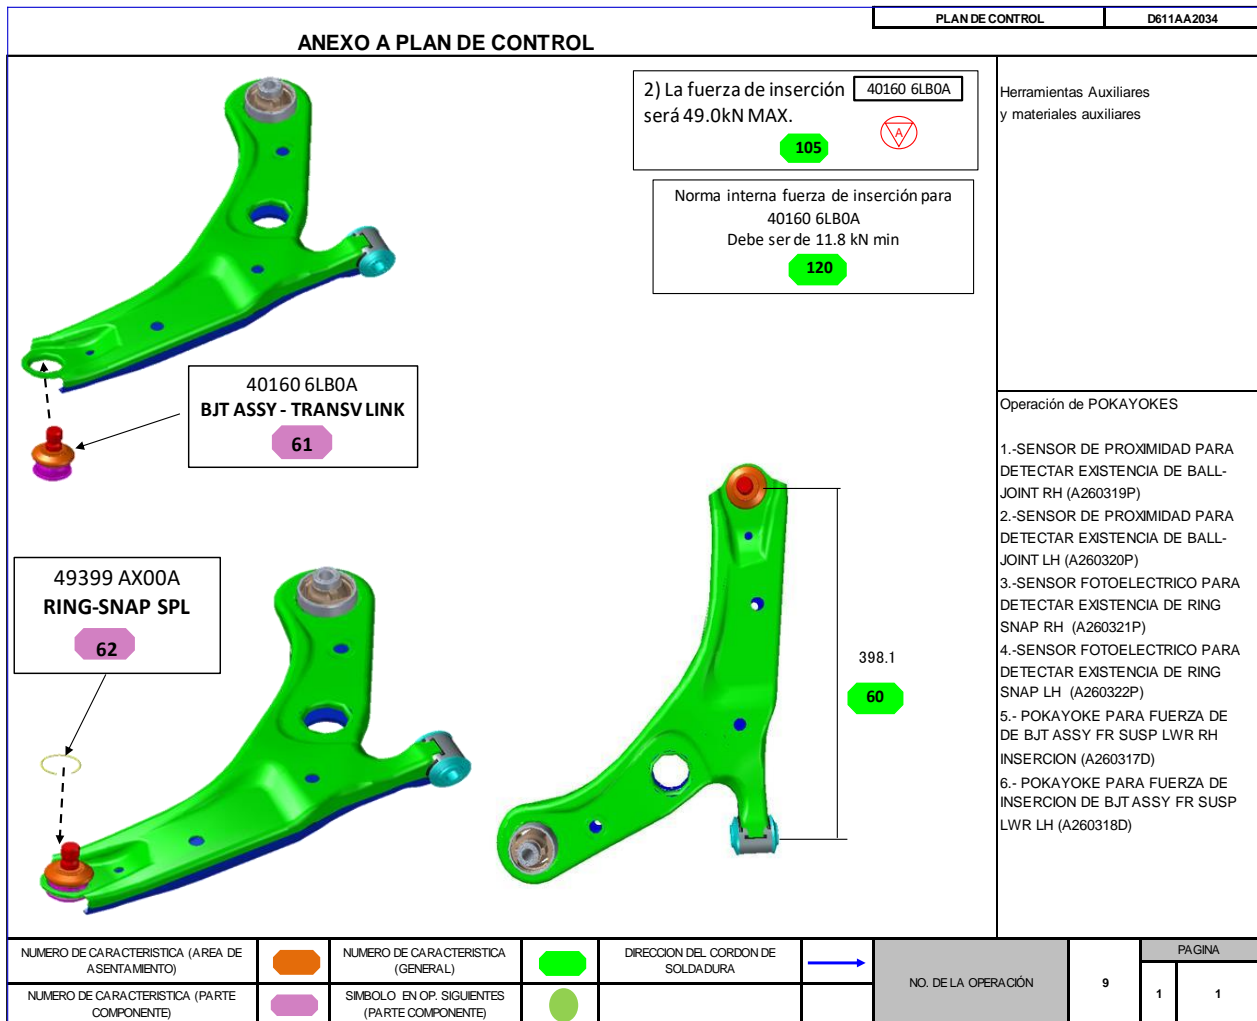 PLAN DE CONTROL
D611AA2034
ANEXO A PLAN DE CONTROL
2) La fuerza de inserción
40160 6LB0A
será 49.0kN MAX.
A
105
Norma interna fuerza de inserción para
40160 6LB0A
Debe ser de 11.8 kN min
120
40160 6LB0A
BJT ASSY - TRANSV LINK
61
49399 AX00A
RING-SNAP SPL
62
398.1
60
Herramientas Auxiliares
y materiales auxiliares
Operación de POKAYOKES
1.-SENSOR DE PROXIMIDAD PARA
DETECTAR EXISTENCIA DE BALL-
JOINT RH (A260319P)
2.-SENSOR DE PROXIMIDAD PARA
DETECTAR EXISTENCIA DE BALL-
JOINT LH (A260320P)
3.-SENSOR FOTOELECTRICO PARA
DETECTAR EXISTENCIA DE RING
SNAP RH (A260321P)
4.-SENSOR FOTOELECTRICO PARA
DETECTAR EXISTENCIA DE RING
SNAP LH (A260322P)
5.- POKAYOKE PARA FUERZA DE
DE BJT ASSY FR SUSP LWR RH
INSERCION (A260317D)
6.- POKAYOKE PARA FUERZA DE
INSERCION DE BJT ASSY FR SUSP
LWR LH (A260318D)
NUMERO DE CARACTERISTICA (AREA DE
ASENTAMIENTO)
NUMERO DE CARACTERISTICA
(GENERAL)
DIRECCION DEL CORDON DE
SOLDADURA
NUMERO DE CARACTERISTICA (PARTE
COMPONENTE)
SIMBOLO EN OP. SIGUIENTES
(PARTE COMPONENTE)
NO. DE LA OPERACIÓN
9
PAGINA
1
1